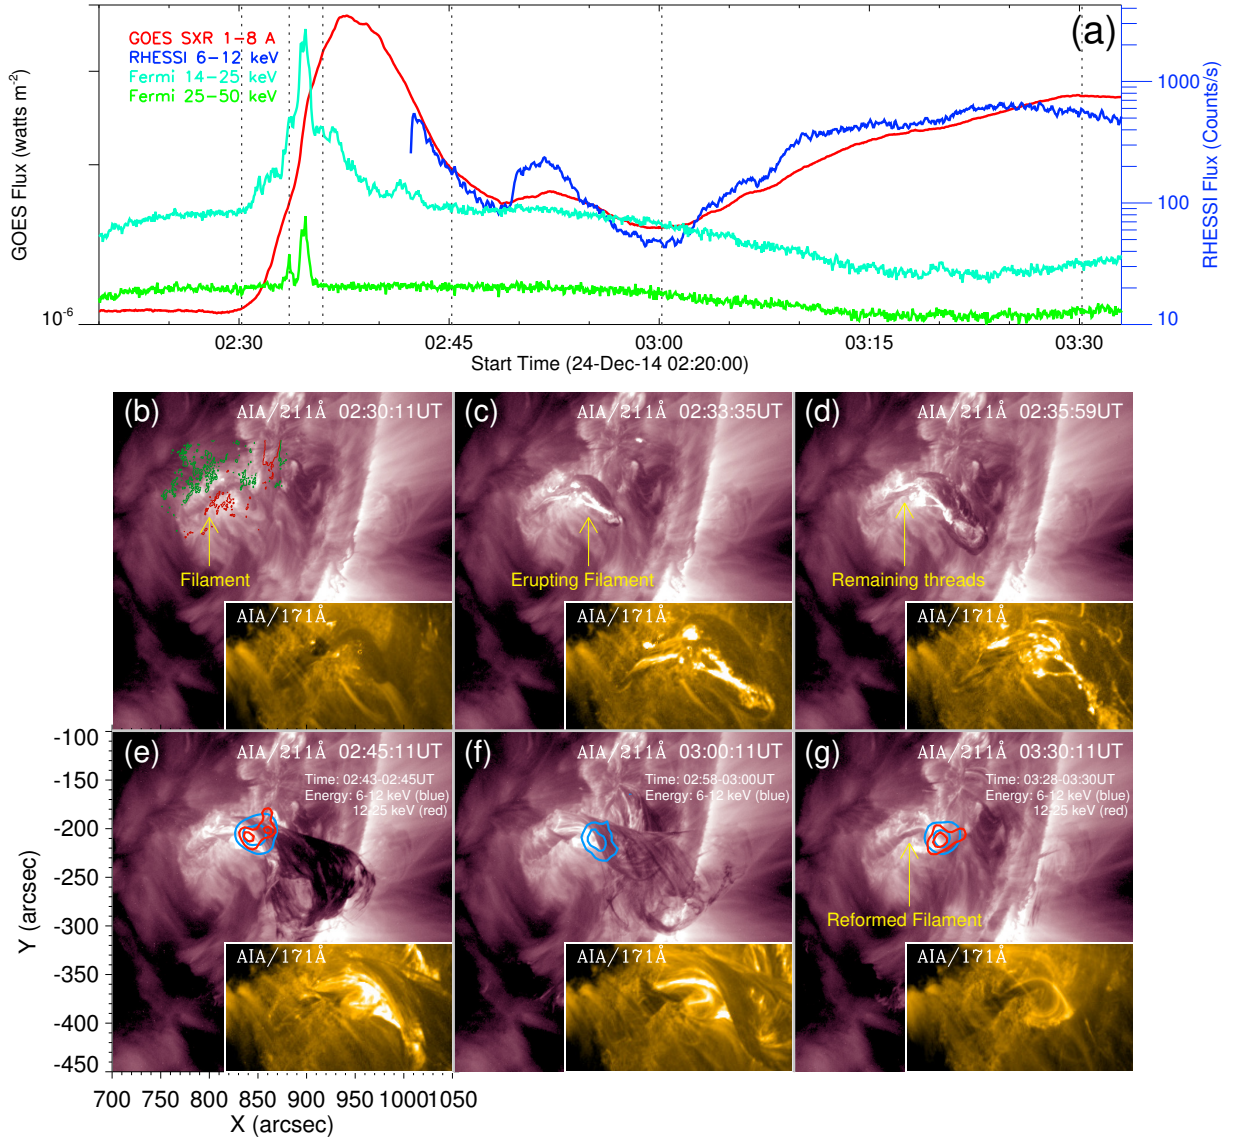 (a)
GOES SXR 1-8 A
RHESSI 6-12 keV
Fermi 14-25 keV
Fermi 25-50 keV
GOES Flux (watts m-2)
10-6
1000
100
10
RHESSI Flux (Counts/s)
02:30 02:45 03:00 03:15 03:30
Start Time (24-Dec-14 02:20:00)
(b) AIA/211Å 02:30:11UT
Filament
AIA/171Å
(c) AIA/211Å 02:33:35UT
Erupting Filament
AIA/171Å
(d) AIA/211Å 02:35:59UT
Remaining threads
AIA/171Å
(e) AIA/211Å 02:45:11UT
Time: 02:43-02:45UT
Energy: 6-12 keV (blue)
12-25 keV (red)
AIA/171Å
(f) AIA/211Å 03:00:11UT
Time: 02:58-03:00UT
Energy: 6-12 keV (blue)
AIA/171Å
(g) AIA/211Å 03:30:11UT
Time: 03:28-03:30UT
Energy: 6-12 keV (blue)
12-25 keV (red)
Reformed Filament
AIA/171Å
-100
-150
-200
-250
-300
-350
-400
-450
Y (arcsec)
700 750 800 850 900 950 1000 1050
X (arcsec)